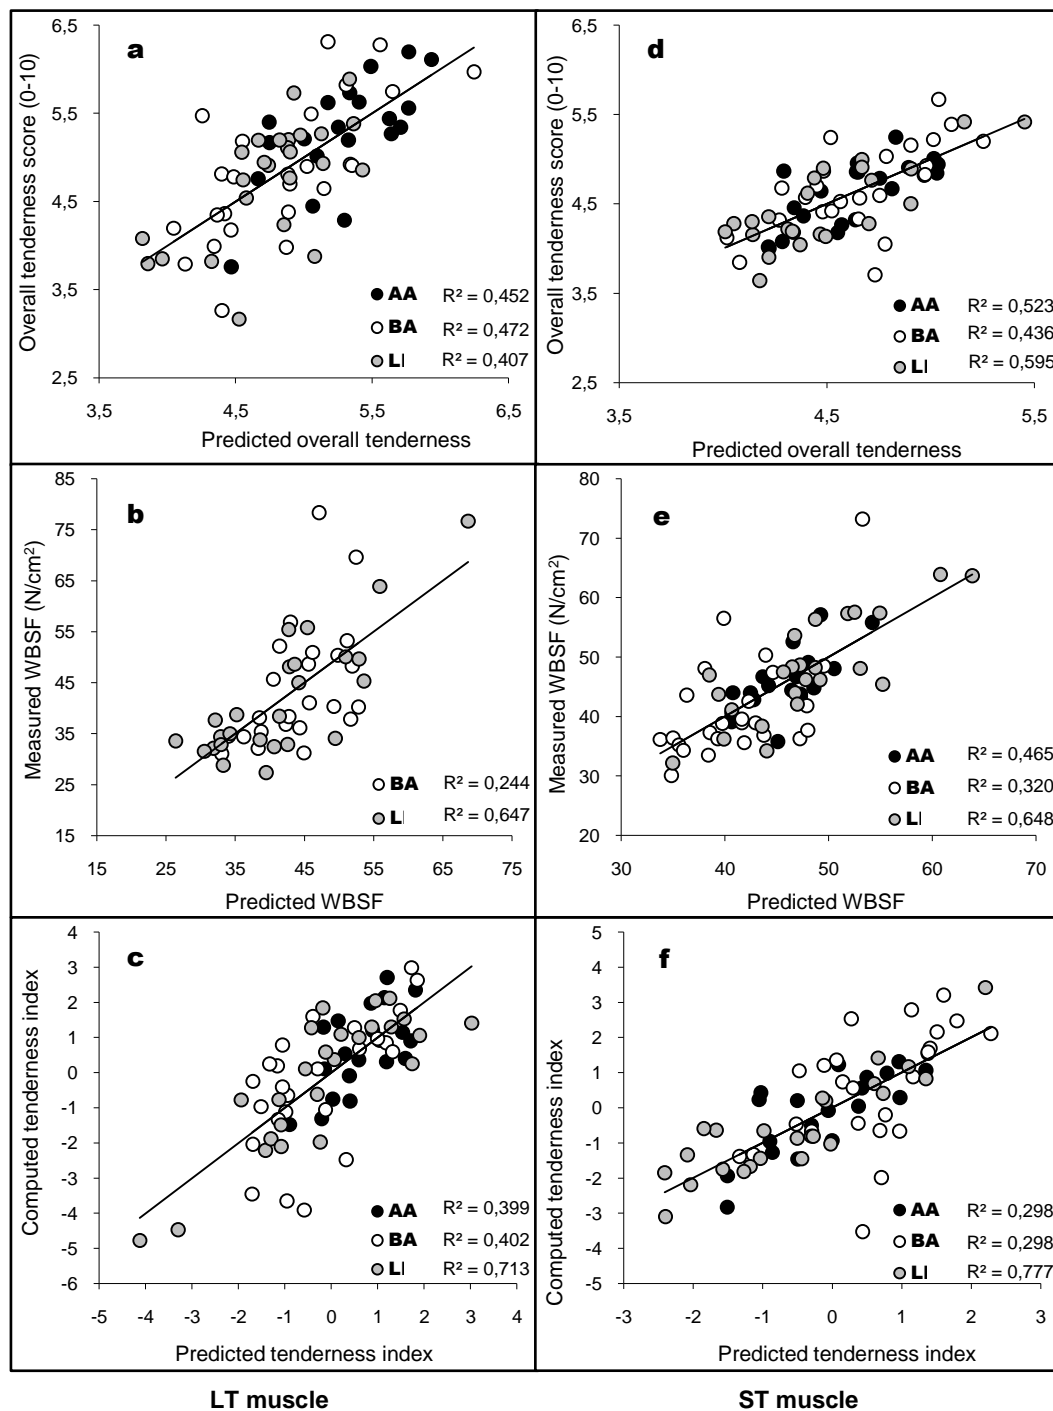 a
Overall tenderness score (0-10)
6,5
5,5
4,5
3,5
2,5
AA R² = 0,452
BA R² = 0,472
LI R² = 0,407
3,5 4,5 5,5 6,5
Predicted overall tenderness
d
Overall tenderness score (0-10)
6,5
5,5
4,5
3,5
2,5
AA R² = 0,523
BA R² = 0,436
LI R² = 0,595
3,5 4,5 5,5
Predicted overall tenderness
b
Measured WBSF (N/cm²)
85
75
65
55
45
35
25
15
BA R² = 0,244
LI R² = 0,647
15 25 35 45 55 65 75
Predicted WBSF
e
Measured WBSF (N/cm²)
80
70
60
50
40
30
20
AA R² = 0,465
BA R² = 0,320
LI R² = 0,648
30 40 50 60 70
Predicted WBSF
c
Computed tenderness index
4
3
2
1
0
-1
-2
-3
-4
-5
-6
AA R² = 0,399
BA R² = 0,402
LI R² = 0,713
-5 -4 -3 -2 -1 0 1 2 3 4
Predicted tenderness index
f
Computed tenderness index
5
4
3
2
1
0
-1
-2
-3
-4
-5
AA R² = 0,298
BA R² = 0,298
LI R² = 0,777
-3 -2 -1 0 1 2 3
Predicted tenderness index
LT muscle
ST muscle